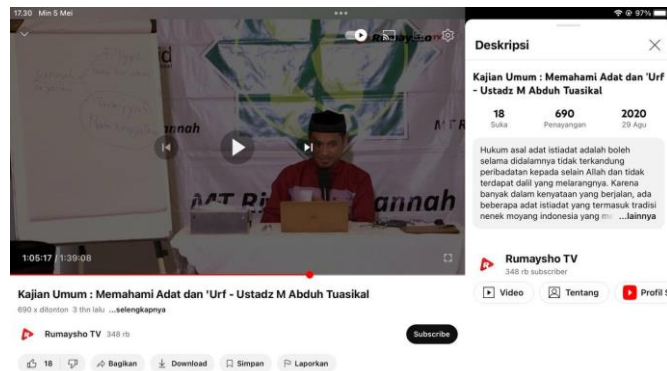 17.30 Min 5 Mei
97%
MT R
annah
MT Ri
annah
1:05:17 / 1:39:08
Kajian Umum : Memahami Adat dan 'Urf - Ustadz M Abduh Tuasikal
690 x ditonton 3 thn lalu ...selengkapnya
Rumaysho TV 348 rb
Subscribe
18
Bagikan
Download
Simpan
Laporkan
Deskripsi
Kajian Umum : Memahami Adat dan 'Urf
- Ustadz M Abduh Tuasikal
18 690 2020
Suka Penayangan 29 Agu
Hukum asal adat istiadat adalah boleh
selama didalamnya tidak terkandung
peribadatan kepada selain Allah dan tidak
terdapat dalil yang melarangnya. Karena
banyak dalam kenyataan yang berjalan, ada
beberapa adat istiadat yang termasuk tradisi
nenek moyang indonesia yang ...lainnya
Rumaysho TV
348 rb subscriber
Video
Tentang
Profil S